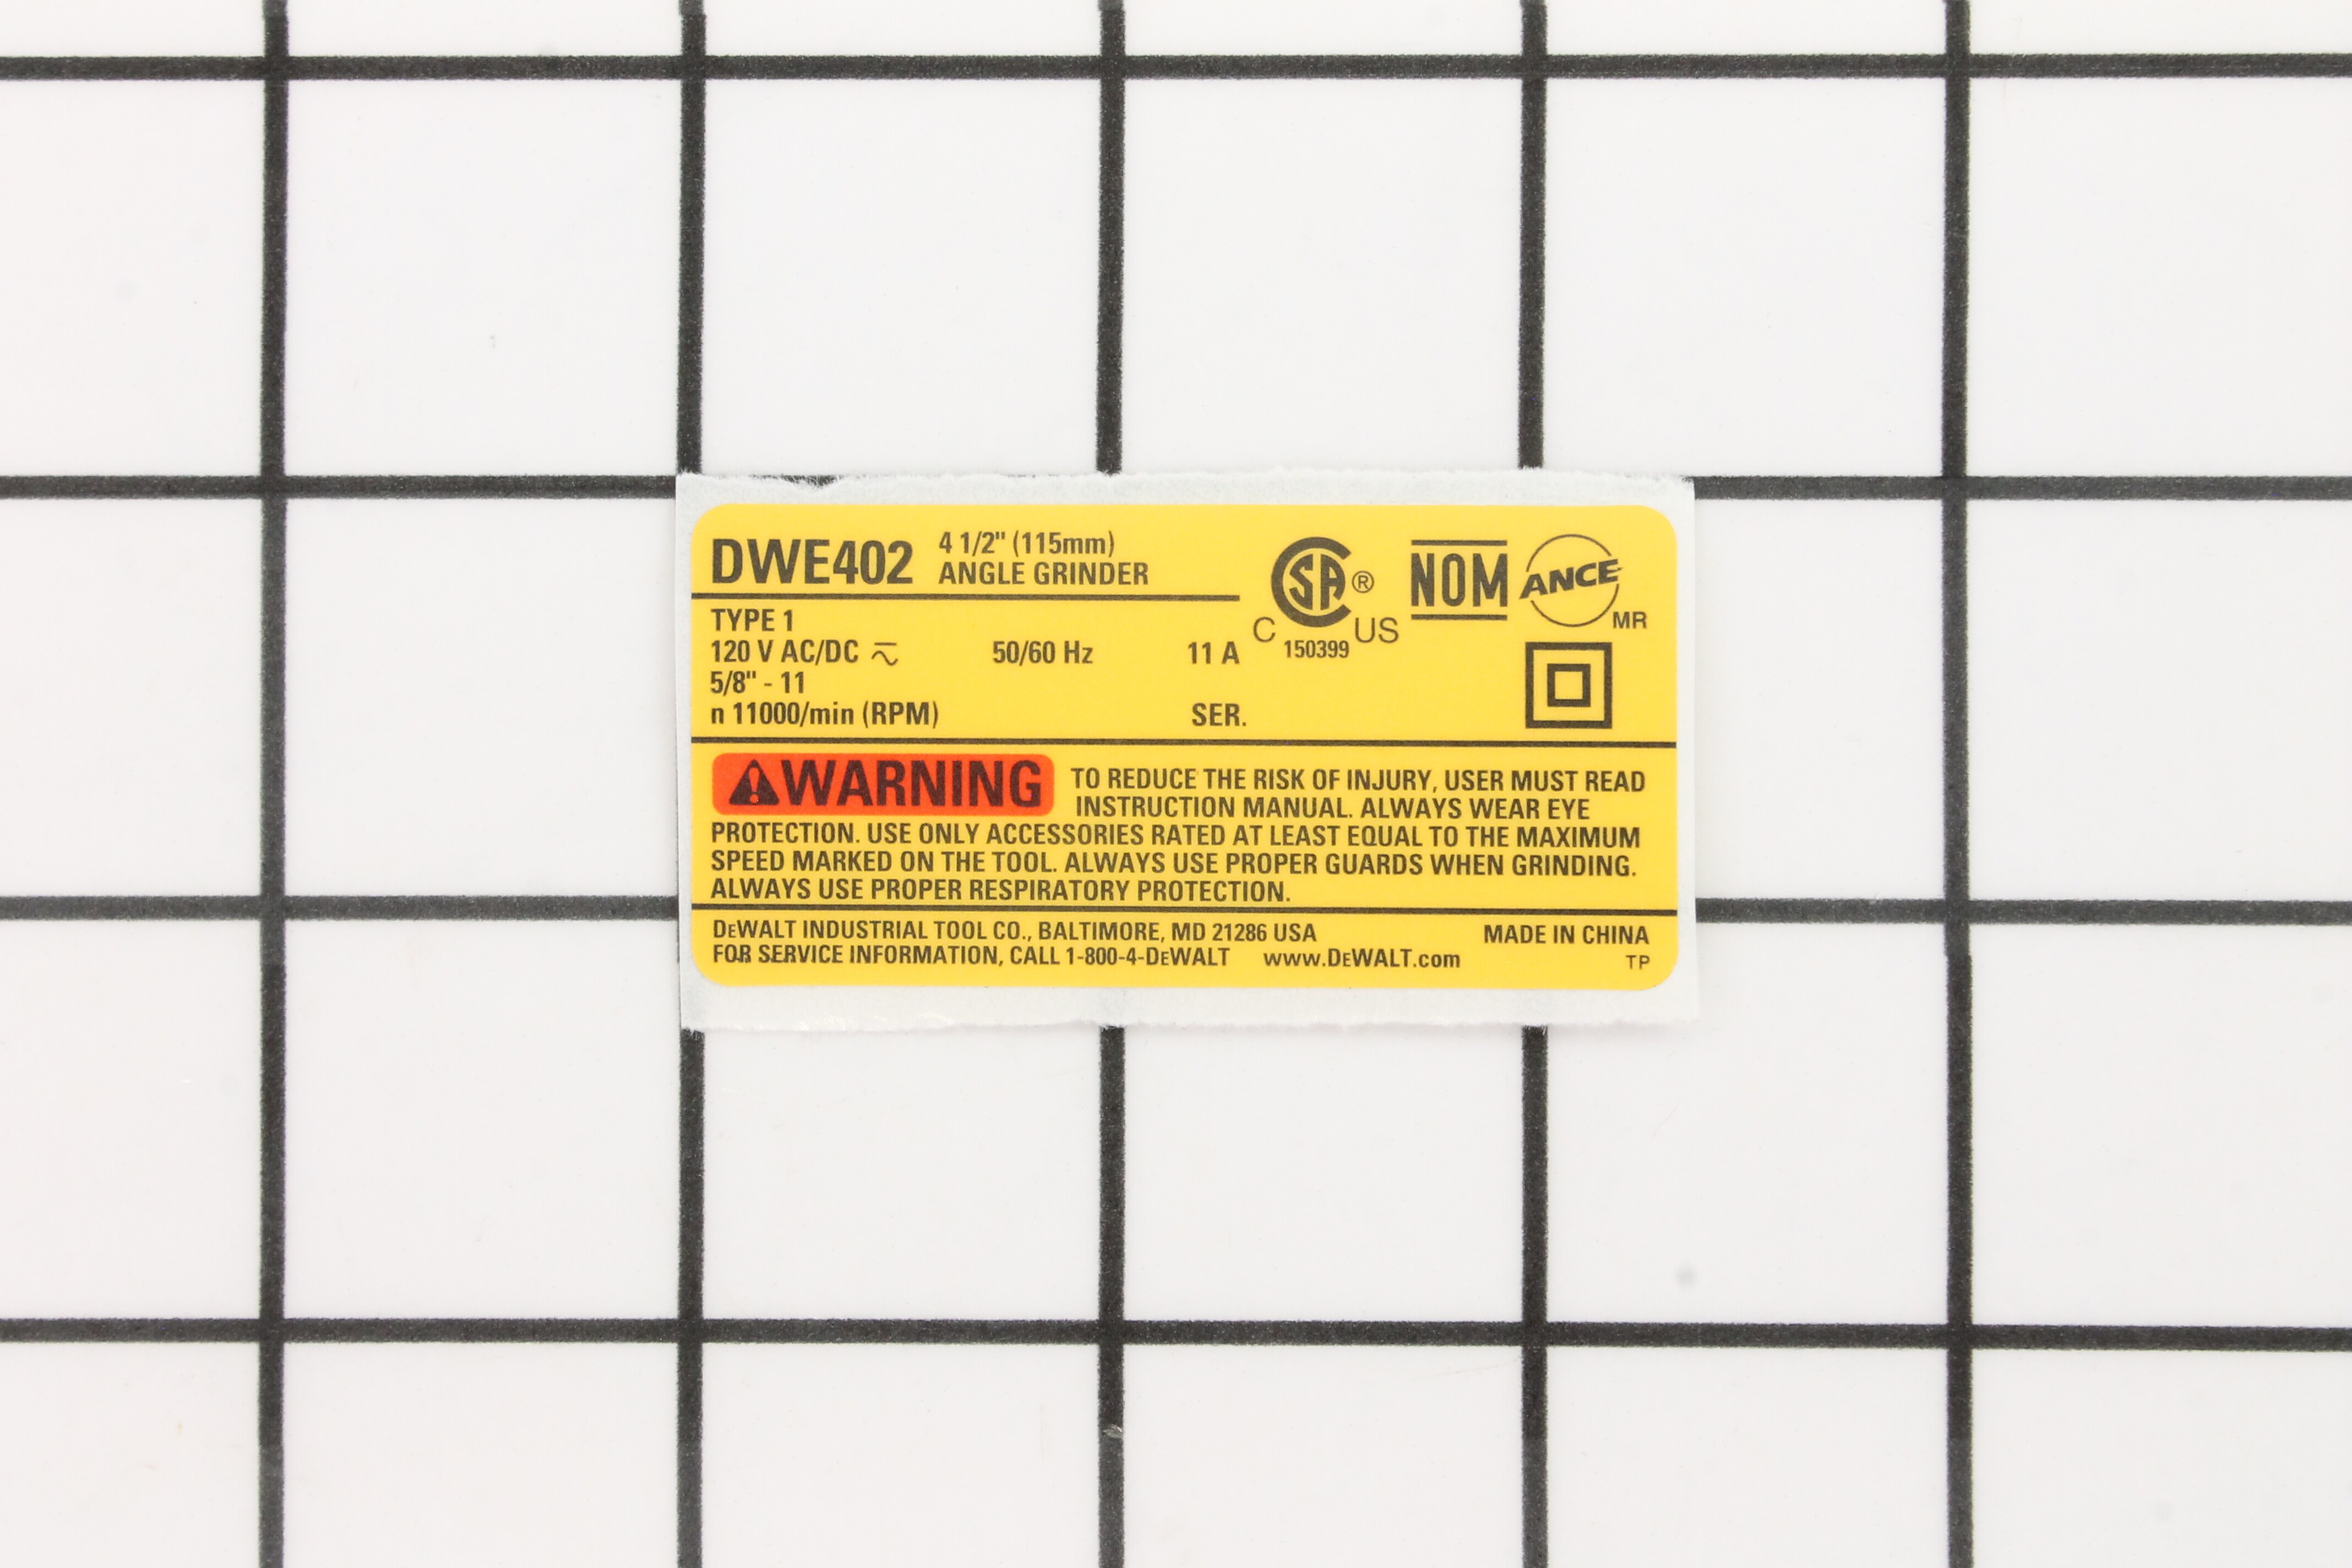 DWE402 4 1/2" (115mm)
ANGLE GRINDER
CSA®
C US
150399
NOM
ANCE
MR
TYPE 1
120 V AC/DC ⎓∿ 50/60 Hz 11 A
5/8" - 11
n 11000/min (RPM) SER.
⚠WARNING TO REDUCE THE RISK OF INJURY, USER MUST READ
INSTRUCTION MANUAL. ALWAYS WEAR EYE
PROTECTION. USE ONLY ACCESSORIES RATED AT LEAST EQUAL TO THE MAXIMUM
SPEED MARKED ON THE TOOL. ALWAYS USE PROPER GUARDS WHEN GRINDING.
ALWAYS USE PROPER RESPIRATORY PROTECTION.
DEWALT INDUSTRIAL TOOL CO., BALTIMORE, MD 21286 USA MADE IN CHINA
FOR SERVICE INFORMATION, CALL 1-800-4-DEWALT www.DEWALT.com TP